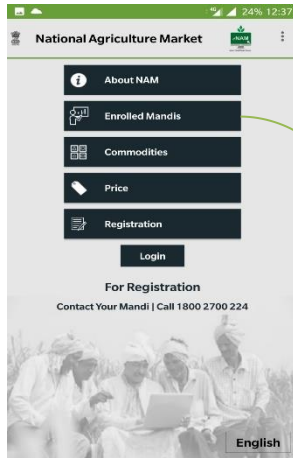 24% 12:37
National Agriculture Market
About NAM
Enrolled Mandis
Commodities
Price
Registration
Login
For Registration
Contact Your Mandi | Call 1800 2700 224
English